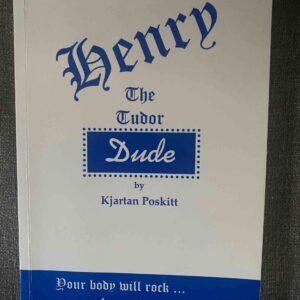 Henry
The
Tudor
Dude
by
Kjartan Poskitt
Your body will rock ...